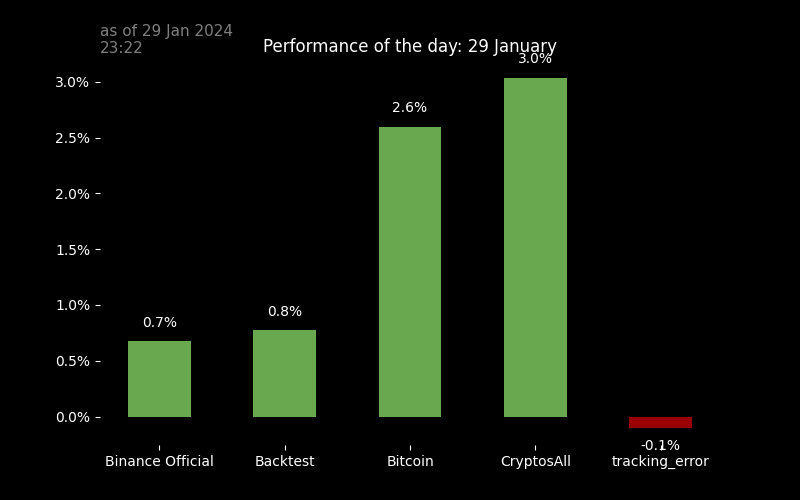 as of 29 Jan 2024
23:22
Performance of the day: 29 January
3.0%
2.5%
2.0%
1.5%
1.0%
0.5%
0.0%
0.7%
0.8%
2.6%
3.0%
-0.1%
Binance Official
Backtest
Bitcoin
CryptosAll
tracking_error